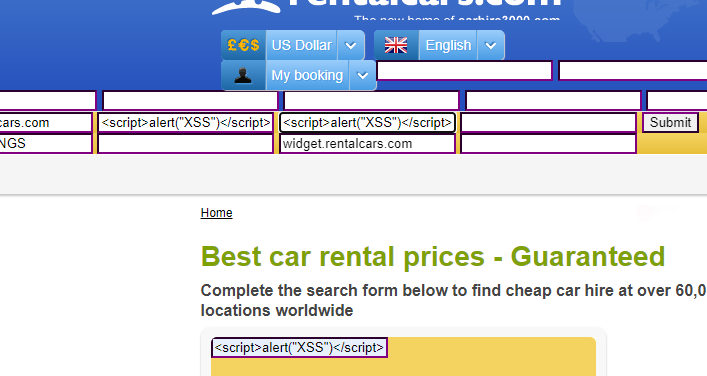 rentalcars.com
The new home of carhire3000.com
£€$ US Dollar English
My booking
cars.com <script>alert("XSS")</script> <script>alert("XSS")</script> Submit
NGS widget.rentalcars.com
Home
Best car rental prices - Guaranteed
Complete the search form below to find cheap car hire at over 60,0
locations worldwide
<script>alert("XSS")</script>